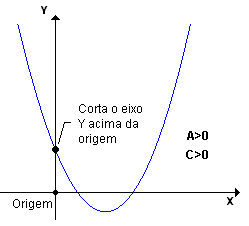 Y
Corta o eixo
Y acima da
origem
A>0
C>0
Origem
X